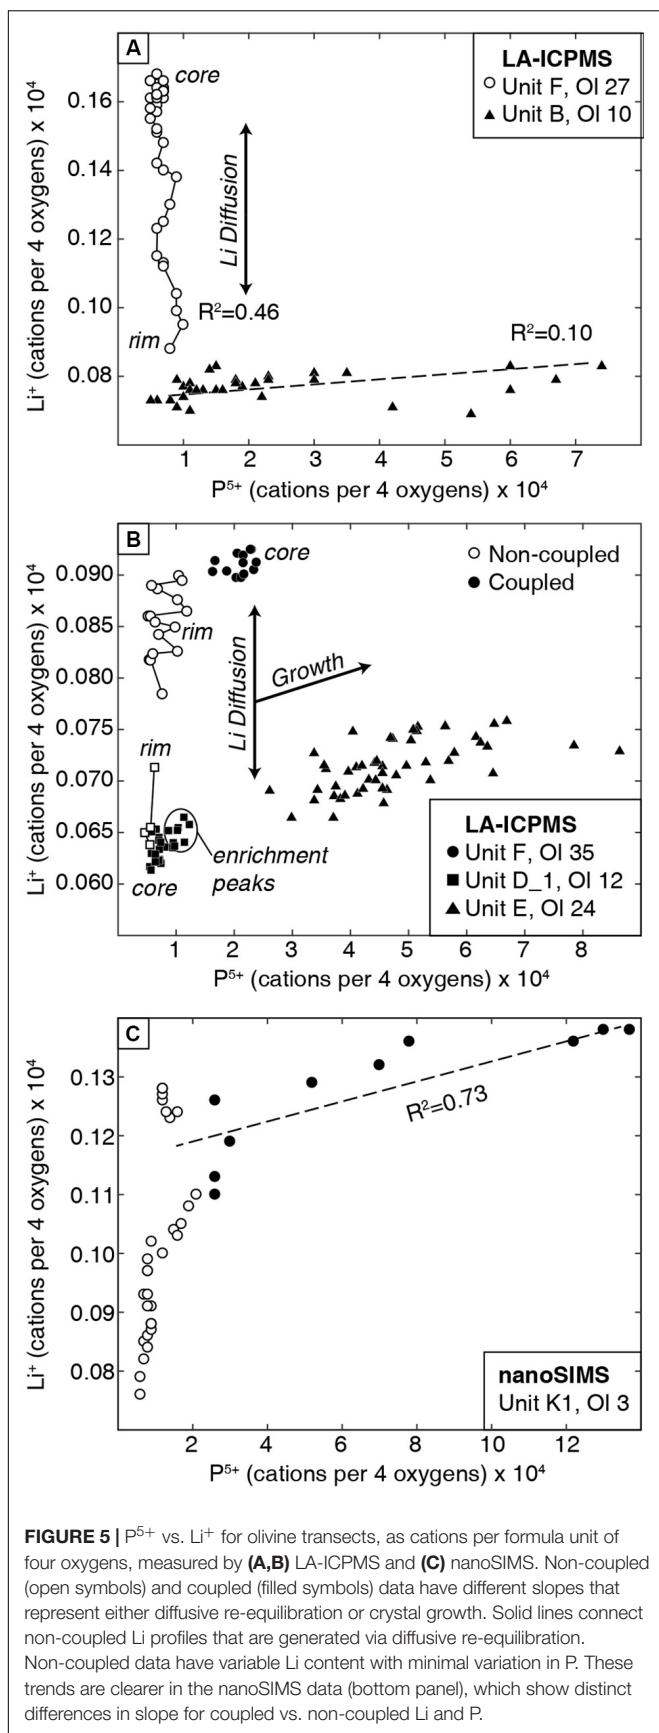 A
LA-ICPMS
Unit F, Ol 27
Unit B, Ol 10
core
Li Diffusion
R²=0.46
rim
R²=0.10
0.16
0.14
0.12
0.10
0.08
Li⁺ (cations per 4 oxygens) x 10⁴
1 2 3 4 5 6 7
P⁵⁺ (cations per 4 oxygens) x 10⁴
B
core
Non-coupled
Coupled
rim
Li Diffusion
Growth
rim
enrichment
peaks
core
LA-ICPMS
Unit F, Ol 35
Unit D_1, Ol 12
Unit E, Ol 24
0.090
0.085
0.080
0.075
0.070
0.065
0.060
Li⁺ (cations per 4 oxygens) x 10⁴
1 2 3 4 5 6 7 8
P⁵⁺ (cations per 4 oxygens) x 10⁴
C
R²=0.73
nanoSIMS
Unit K1, Ol 3
0.13
0.12
0.11
0.10
0.09
0.08
Li⁺ (cations per 4 oxygens) x 10⁴
2 4 6 8 10 12
P⁵⁺ (cations per 4 oxygens) x 10⁴
FIGURE 5 | P⁵⁺ vs. Li⁺ for olivine transects, as cations per formula unit of
four oxygens, measured by (A,B) LA-ICPMS and (C) nanoSIMS. Non-coupled
(open symbols) and coupled (filled symbols) data have different slopes that
represent either diffusive re-equilibration or crystal growth. Solid lines connect
non-coupled Li profiles that are generated via diffusive re-equilibration.
Non-coupled data have variable Li content with minimal variation in P. These
trends are clearer in the nanoSIMS data (bottom panel), which show distinct
differences in slope for coupled vs. non-coupled Li and P.